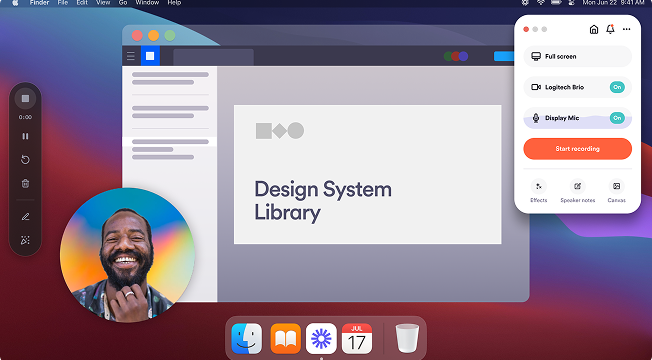 Finder File Edit View Go Window Help
Mon Jun 22 9:41 AM
0:00
Design System
Library
Full screen
Logitech Brio On
Display Mic On
Start recording
Effects Speaker notes Canvas
JUL
17